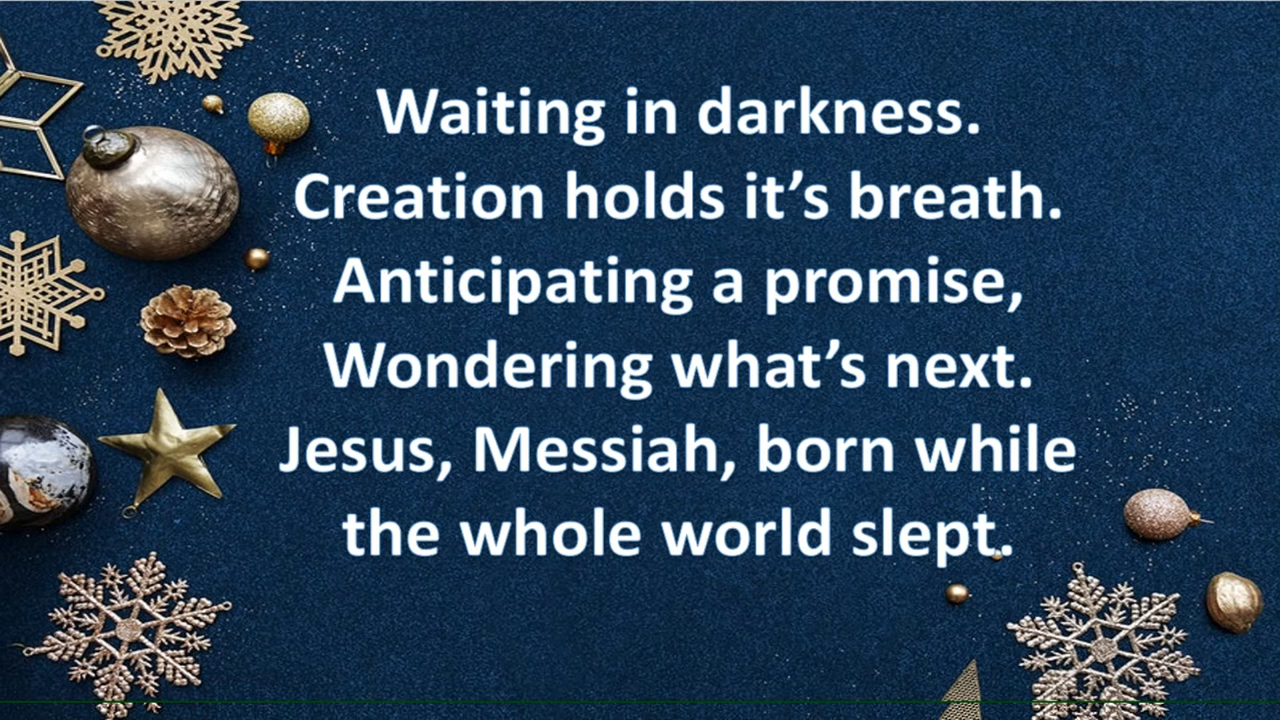 Waiting in darkness.
Creation holds it’s breath.
Anticipating a promise,
Wondering what’s next.
Jesus, Messiah, born while
the whole world slept.